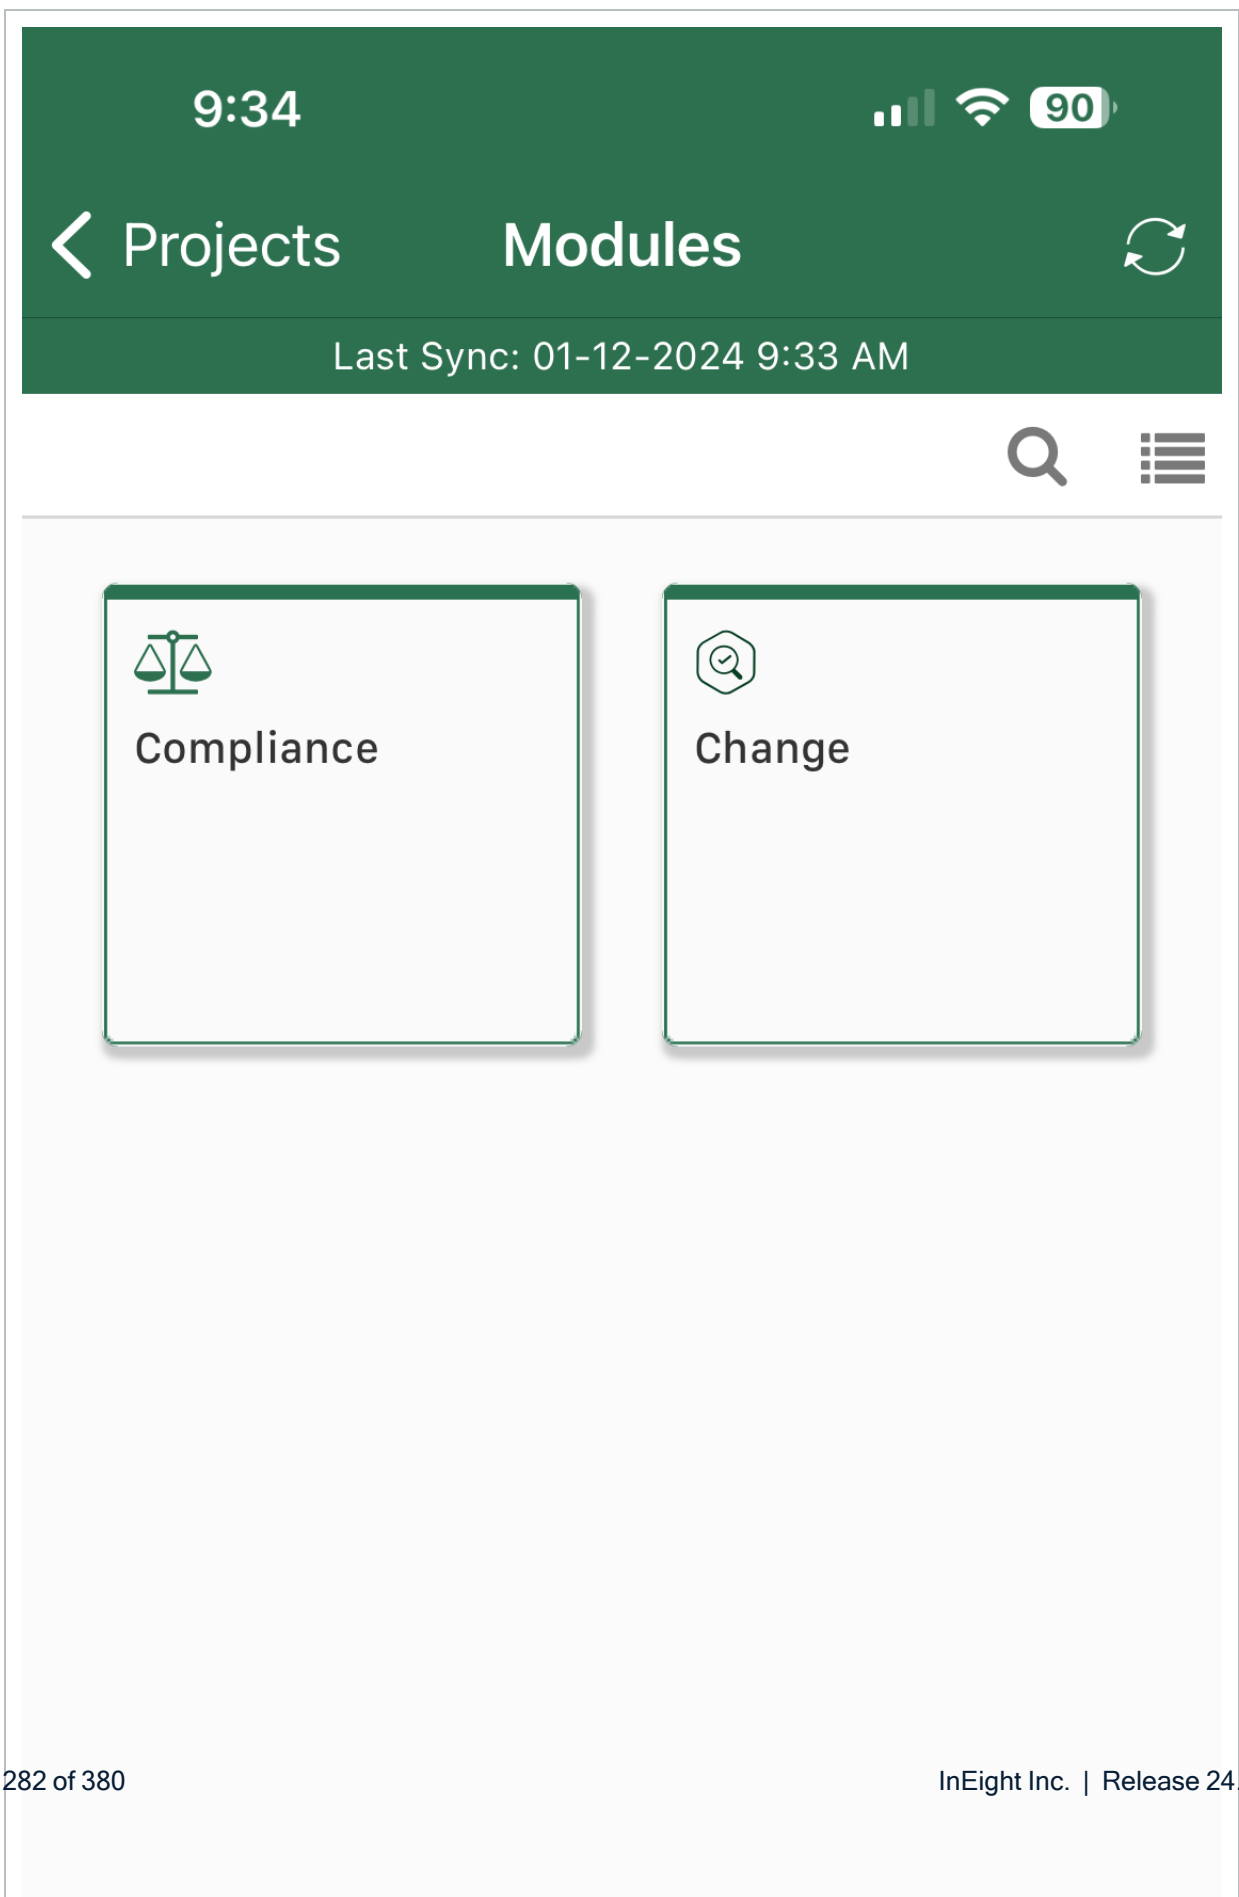 9:34 90
Projects Modules
Last Sync: 01-12-2024 9:33 AM
Compliance Change
282 of 380 InEight Inc. | Release 24.